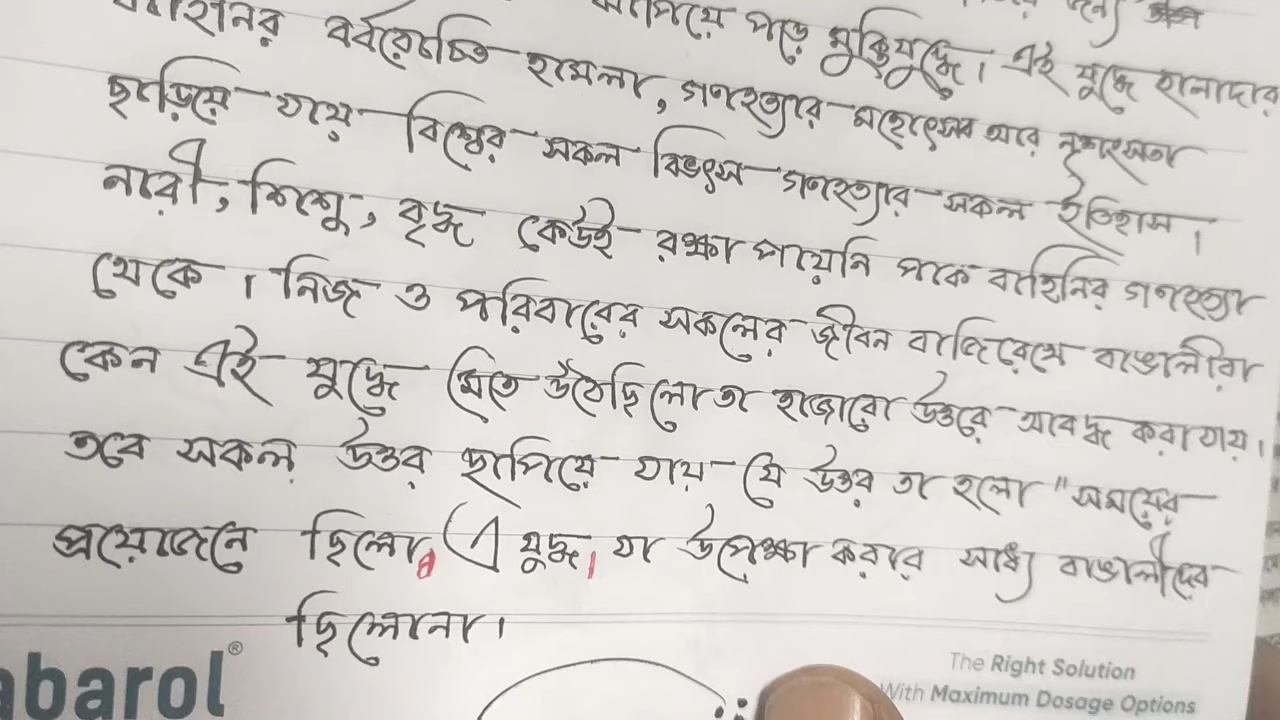 জন্য
ঝাপিয়ে পড়ে মুক্তিযুদ্ধে। এই যুদ্ধে হানাদার
বাহিনির বর্বরোচিত হামলা, গণহত্যার মহোৎসব আর নৃশংসতা
ছাড়িয়ে যায় বিশ্বের সকল বিভৎস গণহত্যার সকল ইতিহাস।
নারী, শিশু, বৃদ্ধ কেউই রক্ষা পায়েনি পাক বাহিনির গণহত্যা
থেকে। নিজ ও পরিবারের সকলের জীবন বাজিরেখে বাঙালীরা
কেন এই যুদ্ধে মেতে উঠেছিলো তা হাজারো উত্তরে আবদ্ধ করা যায়।
তবে সকল উত্তর ছাপিয়ে যায় যে উত্তর তা হলো "সময়ের
প্রয়োজনে ছিলো এ যুদ্ধ। যা উপেক্ষা করার সাধ্য বাঙালীদের
ছিলোনা।
abarol®
The Right Solution
With Maximum Dosage Options